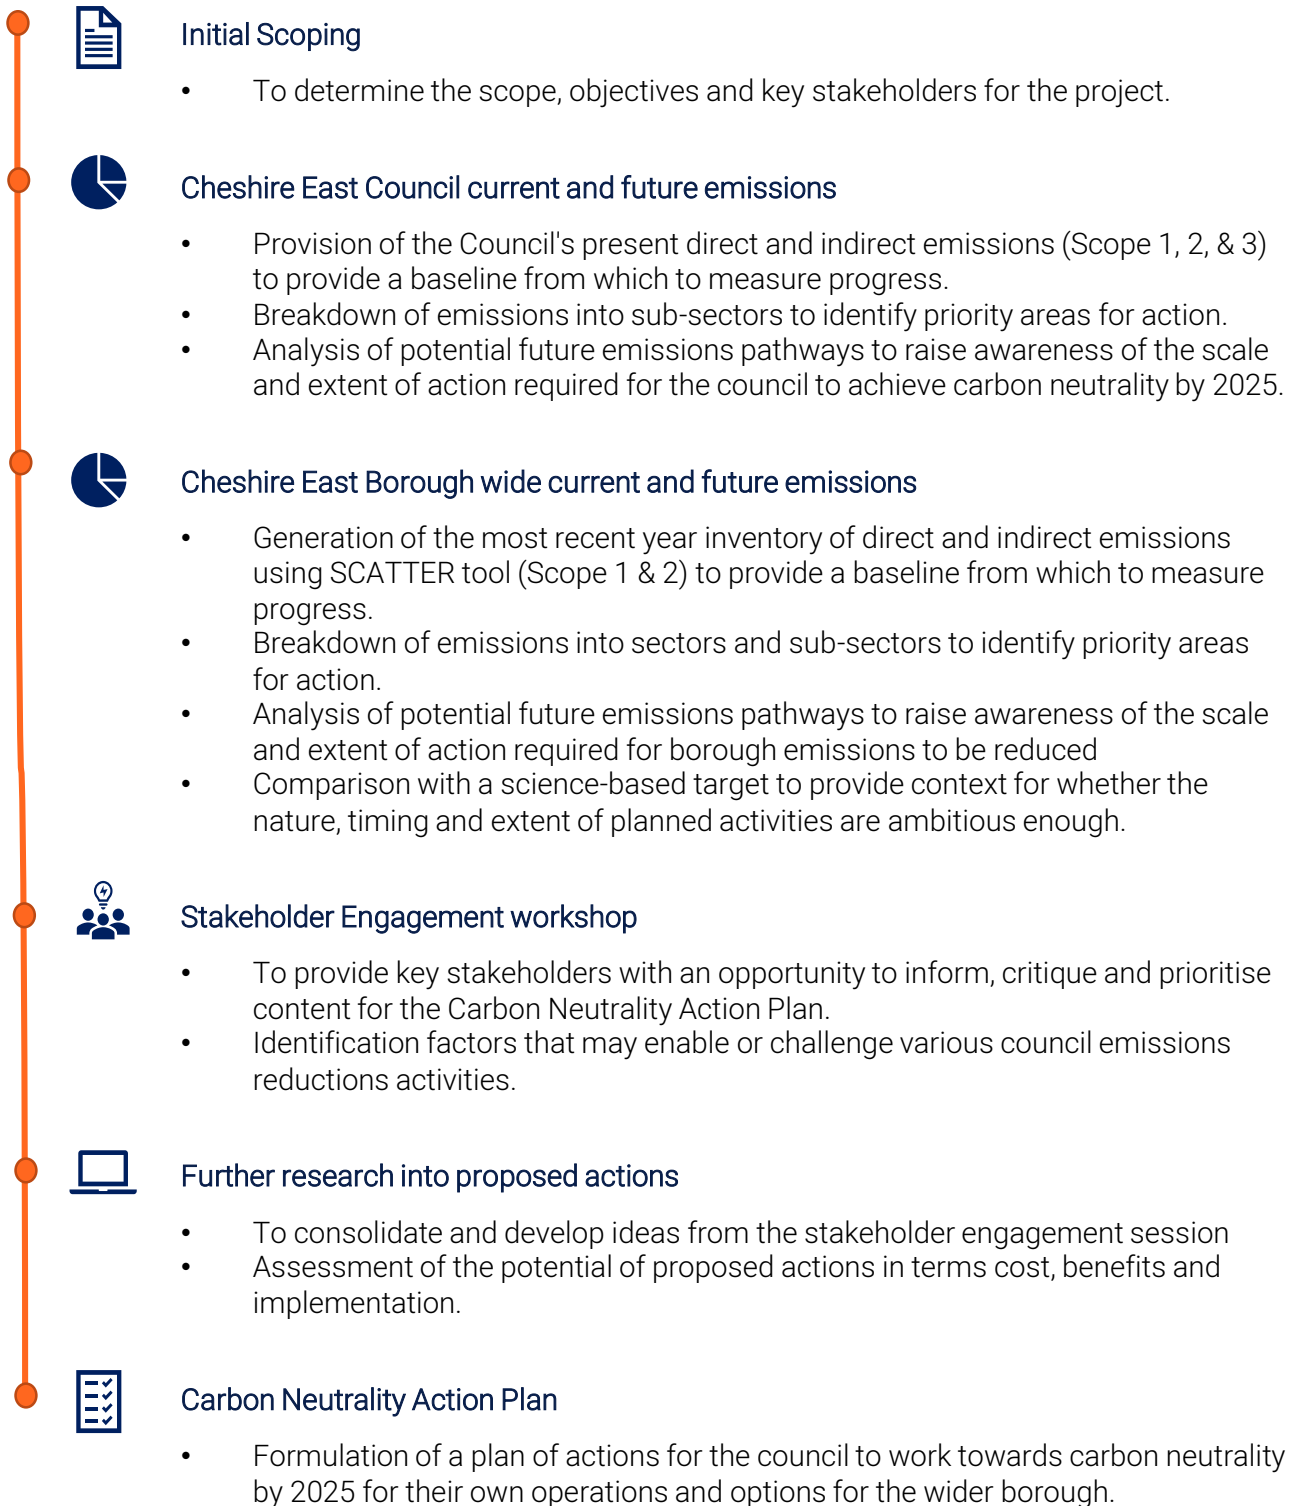 Initial Scoping
• To determine the scope, objectives and key stakeholders for the project.
Cheshire East Council current and future emissions
• Provision of the Council's present direct and indirect emissions (Scope 1, 2, & 3)
to provide a baseline from which to measure progress.
• Breakdown of emissions into sub-sectors to identify priority areas for action.
• Analysis of potential future emissions pathways to raise awareness of the scale
and extent of action required for the council to achieve carbon neutrality by 2025.
Cheshire East Borough wide current and future emissions
• Generation of the most recent year inventory of direct and indirect emissions
using SCATTER tool (Scope 1 & 2) to provide a baseline from which to measure
progress.
• Breakdown of emissions into sectors and sub-sectors to identify priority areas
for action.
• Analysis of potential future emissions pathways to raise awareness of the scale
and extent of action required for borough emissions to be reduced
• Comparison with a science-based target to provide context for whether the
nature, timing and extent of planned activities are ambitious enough.
Stakeholder Engagement workshop
• To provide key stakeholders with an opportunity to inform, critique and prioritise
content for the Carbon Neutrality Action Plan.
• Identification factors that may enable or challenge various council emissions
reductions activities.
Further research into proposed actions
• To consolidate and develop ideas from the stakeholder engagement session
• Assessment of the potential of proposed actions in terms cost, benefits and
implementation.
Carbon Neutrality Action Plan
• Formulation of a plan of actions for the council to work towards carbon neutrality
by 2025 for their own operations and options for the wider borough.